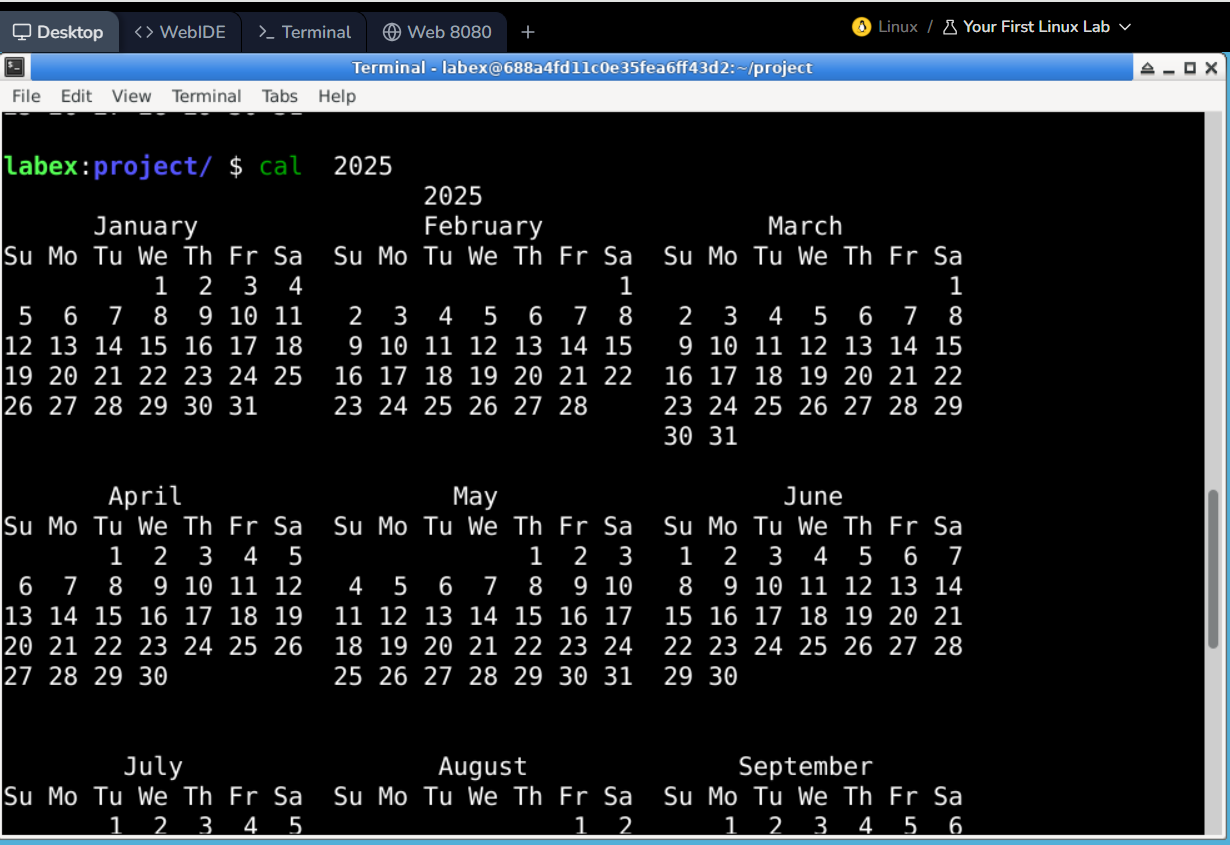 Desktop <> WebIDE >_ Terminal Web 8080 + Linux / Your First Linux Lab
Terminal - labex@688a4fd11c0e35fea6ff43d2:~/project
File Edit View Terminal Tabs Help
labex:project/ $ cal  2025
                            2025
      January               February               March
Su Mo Tu We Th Fr Sa  Su Mo Tu We Th Fr Sa  Su Mo Tu We Th Fr Sa
          1  2  3  4                     1                     1
 5  6  7  8  9 10 11   2  3  4  5  6  7  8   2  3  4  5  6  7  8
12 13 14 15 16 17 18   9 10 11 12 13 14 15   9 10 11 12 13 14 15
19 20 21 22 23 24 25  16 17 18 19 20 21 22  16 17 18 19 20 21 22
26 27 28 29 30 31     23 24 25 26 27 28     23 24 25 26 27 28 29
                                            30 31
       April                  May                   June
Su Mo Tu We Th Fr Sa  Su Mo Tu We Th Fr Sa  Su Mo Tu We Th Fr Sa
       1  2  3  4  5               1  2  3   1  2  3  4  5  6  7
 6  7  8  9 10 11 12   4  5  6  7  8  9 10   8  9 10 11 12 13 14
13 14 15 16 17 18 19  11 12 13 14 15 16 17  15 16 17 18 19 20 21
20 21 22 23 24 25 26  18 19 20 21 22 23 24  22 23 24 25 26 27 28
27 28 29 30           25 26 27 28 29 30 31  29 30
        July                 August              September
Su Mo Tu We Th Fr Sa  Su Mo Tu We Th Fr Sa  Su Mo Tu We Th Fr Sa
       1  2  3  4  5                  1  2      1  2  3  4  5  6